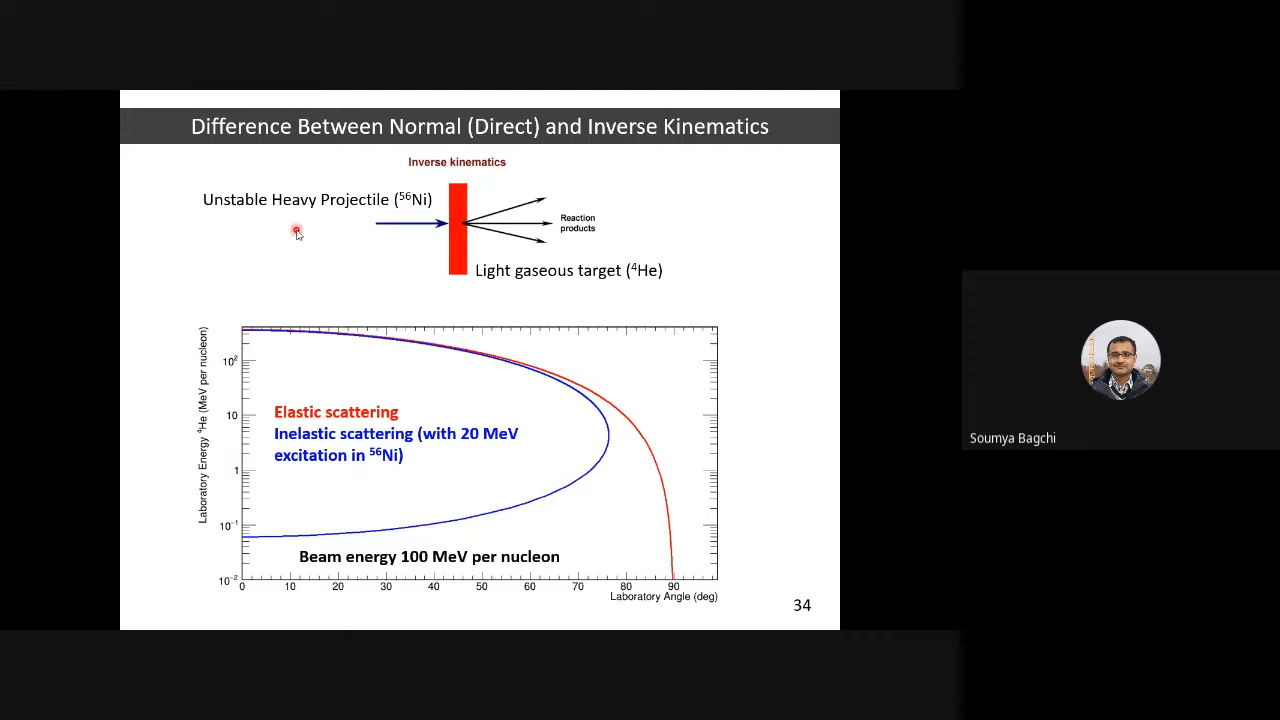 Difference Between Normal (Direct) and Inverse Kinematics
Inverse kinematics
Unstable Heavy Projectile (⁵⁶Ni)
Reaction
products
Light gaseous target (⁴He)
Laboratory Energy ⁴He (MeV per nucleon)
10²
10
1
10⁻¹
10⁻²
Elastic scattering
Inelastic scattering (with 20 MeV
excitation in ⁵⁶Ni)
Beam energy 100 MeV per nucleon
0 10 20 30 40 50 60 70 80 90
Laboratory Angle (deg)
34
Soumya Bagchi